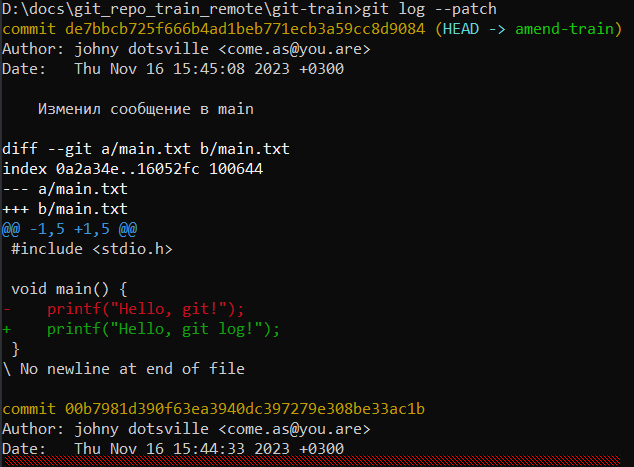 D:\docs\git_repo_train_remote\git-train>git log --patch
commit de7bbcb725f666b4ad1beb771ecb3a59cc8d9084 (HEAD -> amend-train)
Author: johny dotsville <come.as@you.are>
Date:   Thu Nov 16 15:45:08 2023 +0300

    Изменил сообщение в main

diff --git a/main.txt b/main.txt
index 0a2a34e..16052fc 100644
--- a/main.txt
+++ b/main.txt
@@ -1,5 +1,5 @@
 #include <stdio.h>

 void main() {
-    printf("Hello, git!");
+    printf("Hello, git log!");
 }
\ No newline at end of file

commit 00b7981d390f63ea3940dc397279e308be33ac1b
Author: johny dotsville <come.as@you.are>
Date:   Thu Nov 16 15:44:33 2023 +0300